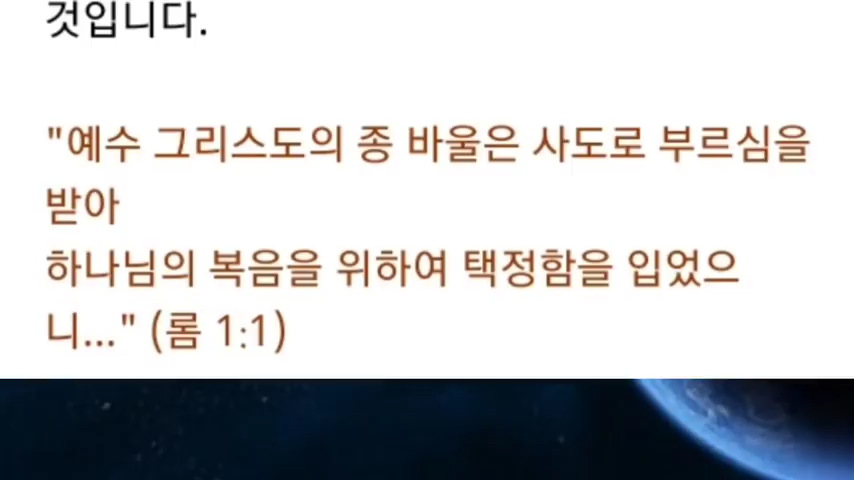 것입니다.
"예수 그리스도의 종 바울은 사도로 부르심을
받아
하나님의 복음을 위하여 택정함을 입었으
니..." (롬 1:1)